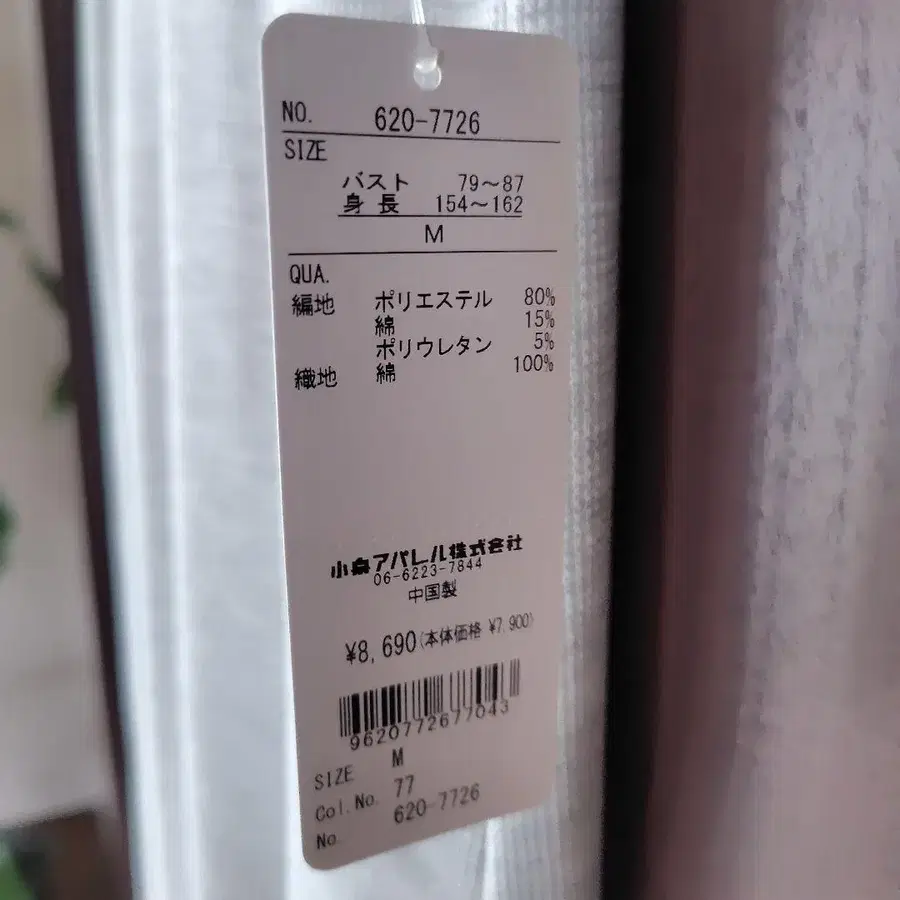 NO. 620-7726
SIZE
バスト 79～87
身長 154～162
M
QUA.
編地 ポリエステル 80%
綿 15%
ポリウレタン 5%
織地 綿 100%
小泉アパレル株式会社
06-6223-7844
中国製
¥8,690(本体価格 ¥7,900)
9620772677043
SIZE M
Col.No. 77
No. 620-7726